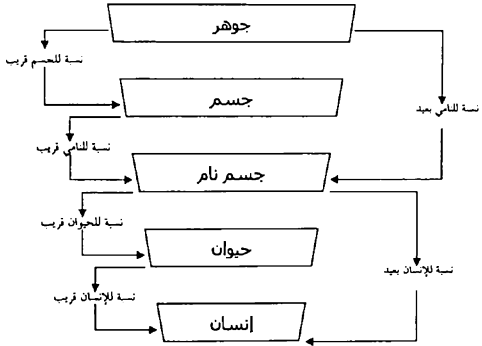 جوهر
نسبة للجسم قريب
جسم
نسبة للنامي بعيد
نسبة للنامي قريب
جسم نام
نسبة للحيوان قريب
حيوان
نسبة للإنسان بعيد
نسبة للإنسان قريب
إنسان